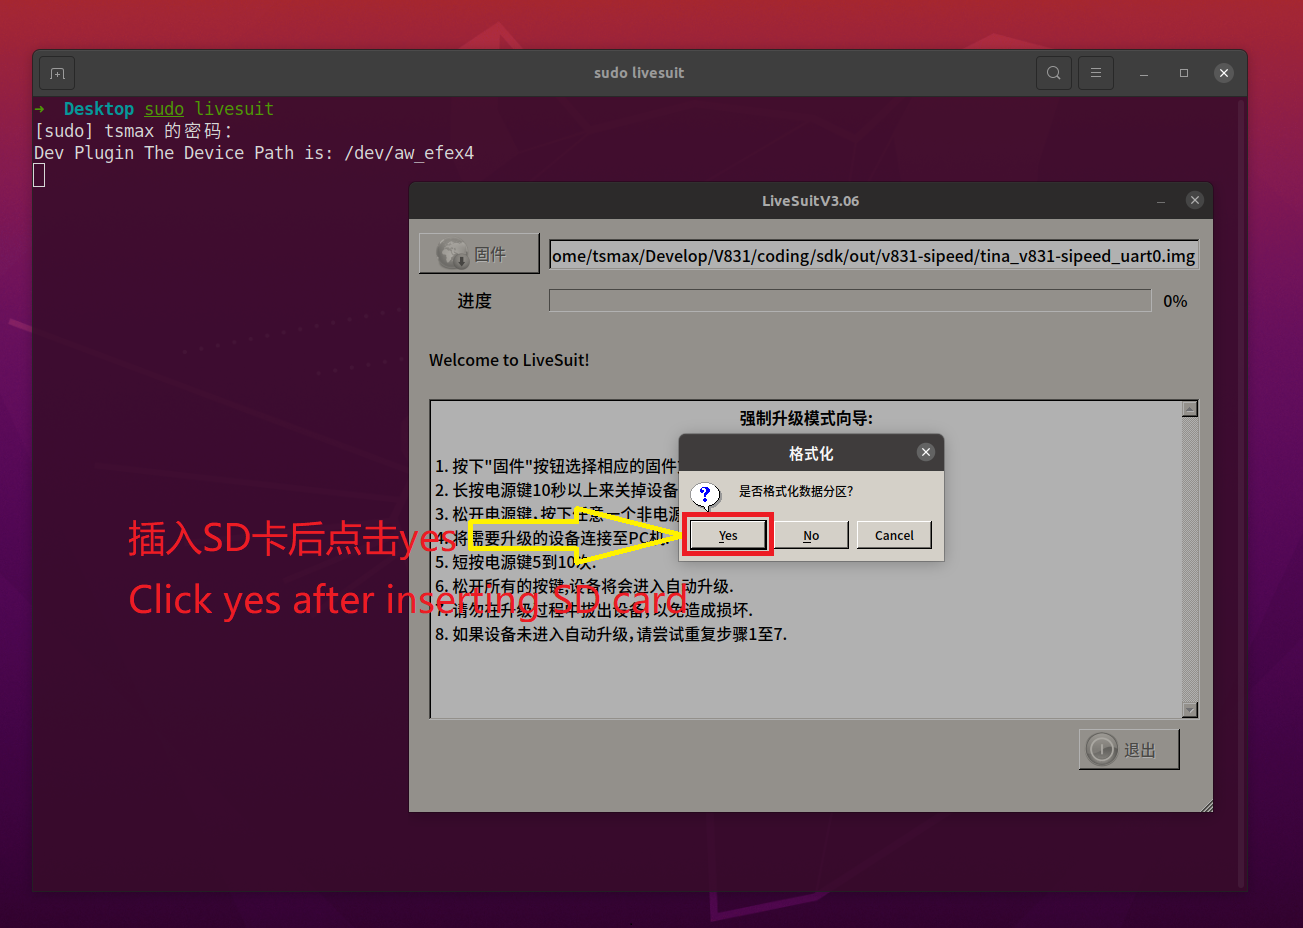 sudo livesuit
→ Desktop sudo livesuit
[sudo] tsmax 的密码：
Dev Plugin The Device Path is: /dev/aw_efex4
LiveSuitV3.06
固件
ome/tsmax/Develop/V831/coding/sdk/out/v831-sipeed/tina_v831-sipeed_uart0.img
进度
0%
Welcome to LiveSuit!
强制升级模式向导:
1. 按下"固件"按钮选择相应的固件
2. 长按电源键10秒以上来关掉设备
3. 松开电源键，按下任意一个非电源
4. 将需要升级的设备连接至PC机.
5. 短按电源键5到10次.
6. 松开所有的按键,设备将会进入自动升级.
7. 请勿在升级过程中拔出设备,以免造成损坏.
8. 如果设备未进入自动升级,请尝试重复步骤1至7.
格式化
是否格式化数据分区?
Yes
No
Cancel
插入SD卡后点击yes
Click yes after inserting SD card
退出